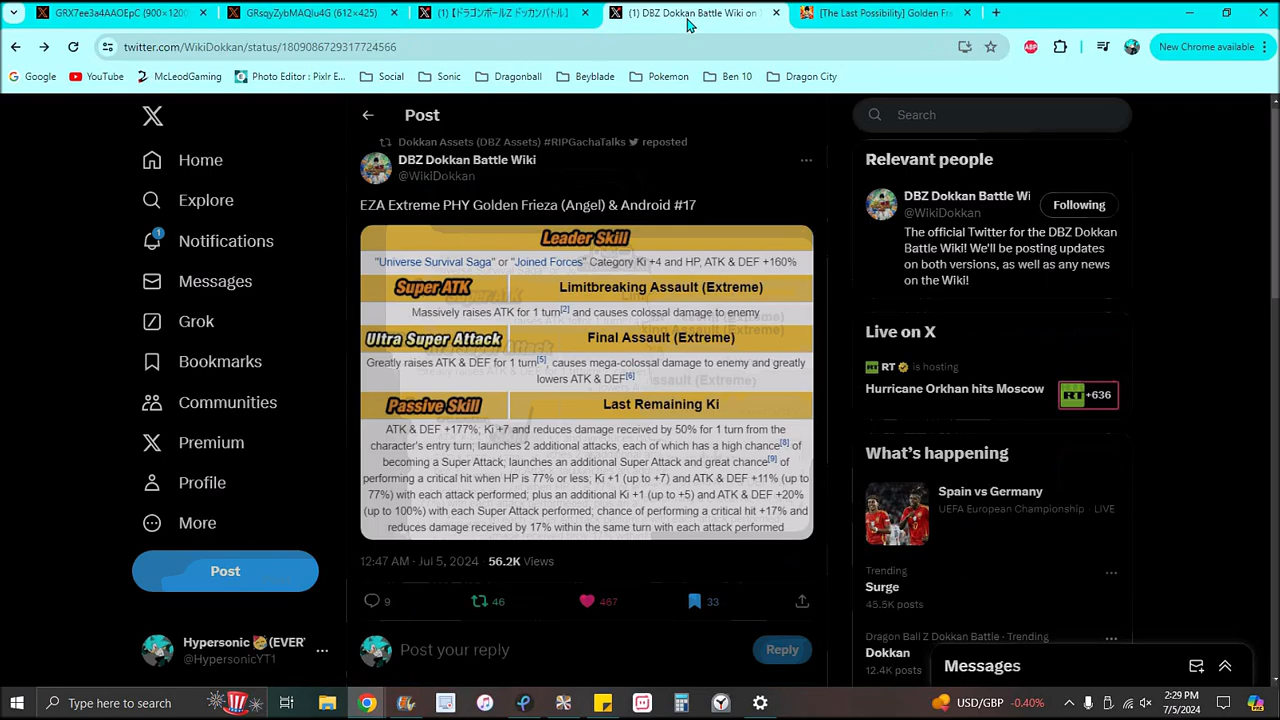 (1) GRX7ee3a4AAOEpC (900×1200
GRsqyZybMAQIu4G (612×425)
(1) 【ドラゴンボールZ ドッカンバトル】
(1) DBZ Dokkan Battle Wiki on
[The Last Possibility] Golden Fr
twitter.com/WikiDokkan/status/1809086729317724566
New Chrome available
Google
YouTube
McLeodGaming
Photo Editor : Pixlr E...
Social
Sonic
Dragonball
Beyblade
Pokemon
Ben 10
Dragon City
Home
Explore
1
Notifications
Messages
Grok
Bookmarks
Communities
Premium
Profile
More
Post
Hypersonic (EVER
@HypersonicYT1
Post
Dokkan Assets (DBZ Assets) #RIPGachaTalks reposted
DBZ Dokkan Battle Wiki
@WikiDokkan
EZA Extreme PHY Golden Frieza (Angel) & Android #17
Leader Skill
"Universe Survival Saga" or "Joined Forces" Category Ki +4 and HP, ATK & DEF +160%
Super ATK Limitbreaking Assault (Extreme)
Massively raises ATK for 1 turn[2] and causes colossal damage to enemy
Ultra Super Attack Final Assault (Extreme)
Greatly raises ATK & DEF for 1 turn[5], causes mega-colossal damage to enemy and greatly
lowers ATK & DEF[6]
Passive Skill Last Remaining Ki
ATK & DEF +177%; Ki +7 and reduces damage received by 50% for 1 turn from the
character's entry turn; launches 2 additional attacks, each of which has a high chance[8] of
becoming a Super Attack; launches an additional Super Attack and great chance[9] of
performing a critical hit when HP is 77% or less; Ki +1 (up to +7) and ATK & DEF +11% (up to
77%) with each attack performed; plus an additional Ki +1 (up to +5) and ATK & DEF +20%
(up to 100%) with each Super Attack performed; chance of performing a critical hit +17% and
reduces damage received by 17% within the same turn with each attack performed
12:47 AM · Jul 5, 2024 56.2K Views
9
46
467
33
Post your reply
Reply
Search
Relevant people
DBZ Dokkan Battle Wi
@WikiDokkan
Following
The official Twitter for the DBZ Dokkan
Battle Wiki! We'll be posting updates
on both versions, as well as any news
on the Wiki!
Live on X
RT is hosting
Hurricane Orkhan hits Moscow
RT +636
What's happening
Spain vs Germany
UEFA European Championship · LIVE
Trending
Surge
45.5K posts
Dragon Ball Z Dokkan Battle · Trending
Dokkan
12.4K posts
Messages
Type here to search
USD/GBP -0.40%
2:29 PM
7/5/2024